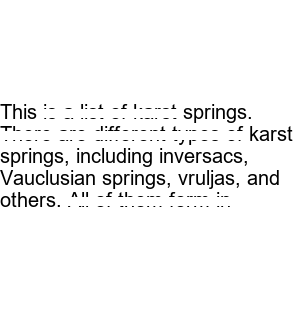 This is a list of karst springs.
There are different types of karst
springs, including inversacs,
Vauclusian springs, vruljas, and
others. All of them form in